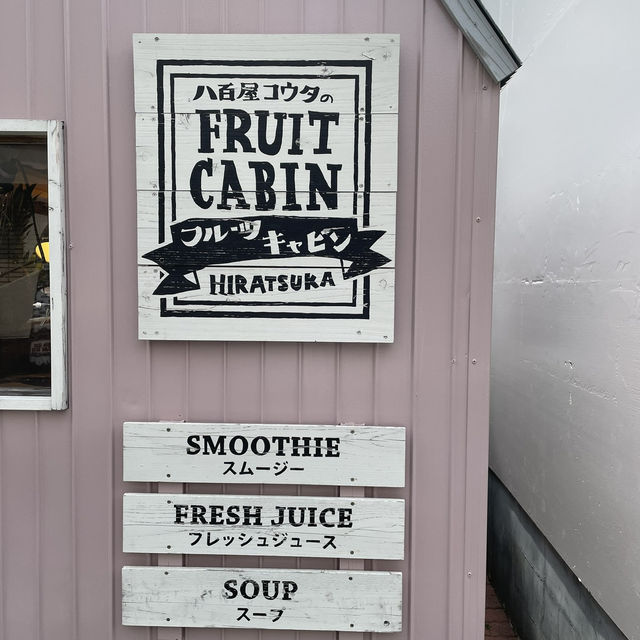 八百屋コウタの
FRUIT
CABIN
フルーツ キャビン
HIRATSUKA
SMOOTHIE
スムージー
FRESH JUICE
フレッシュジュース
SOUP
スープ